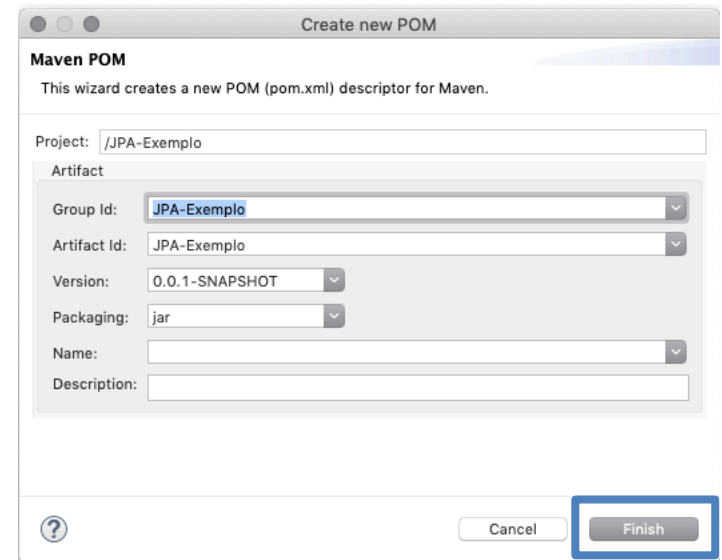 Create new POM
Maven POM
This wizard creates a new POM (pom.xml) descriptor for Maven.
Project: /JPA-Exemplo
Artifact
Group Id: JPA-Exemplo
Artifact Id: JPA-Exemplo
Version: 0.0.1-SNAPSHOT
Packaging: jar
Name:
Description:
? Cancel Finish